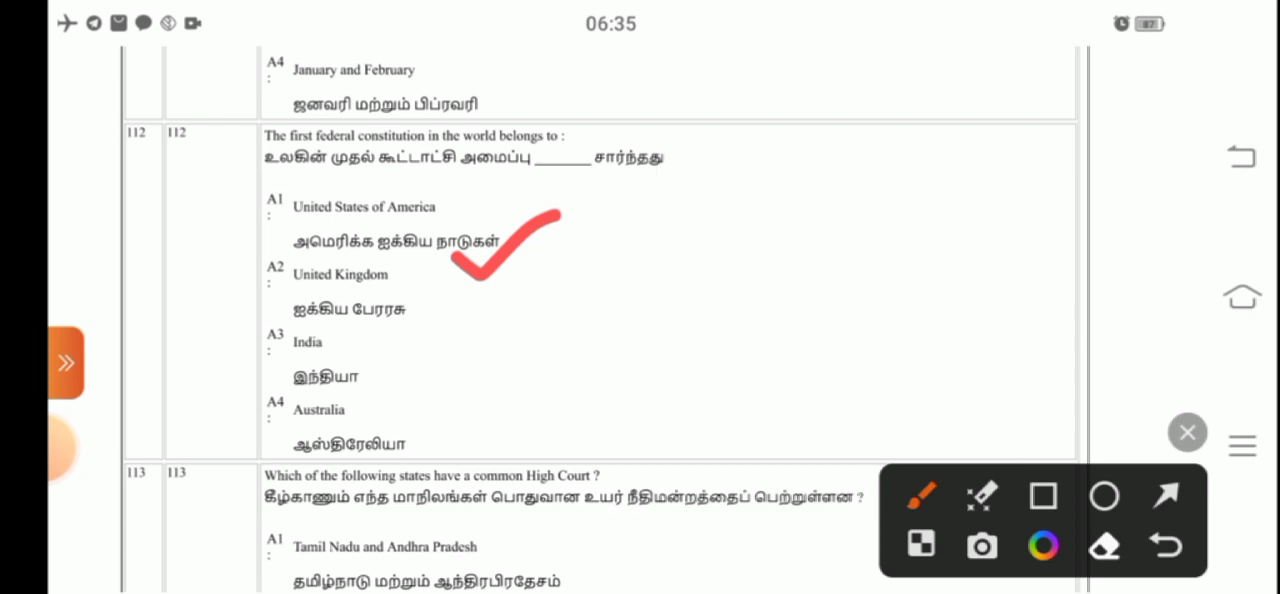 06:35
87
A4 : January and February
ஜனவரி மற்றும் பிப்ரவரி
112 112 The first federal constitution in the world belongs to :
உலகின் முதல் கூட்டாட்சி அமைப்பு _______ சார்ந்தது
A1 : United States of America
அமெரிக்க ஐக்கிய நாடுகள்
A2 : United Kingdom
ஐக்கிய பேரரசு
A3 : India
இந்தியா
A4 : Australia
ஆஸ்திரேலியா
113 113 Which of the following states have a common High Court ?
கீழ்காணும் எந்த மாநிலங்கள் பொதுவான உயர் நீதிமன்றத்தைப் பெற்றுள்ளன ?
A1 : Tamil Nadu and Andhra Pradesh
தமிழ்நாடு மற்றும் ஆந்திரபிரதேசம்